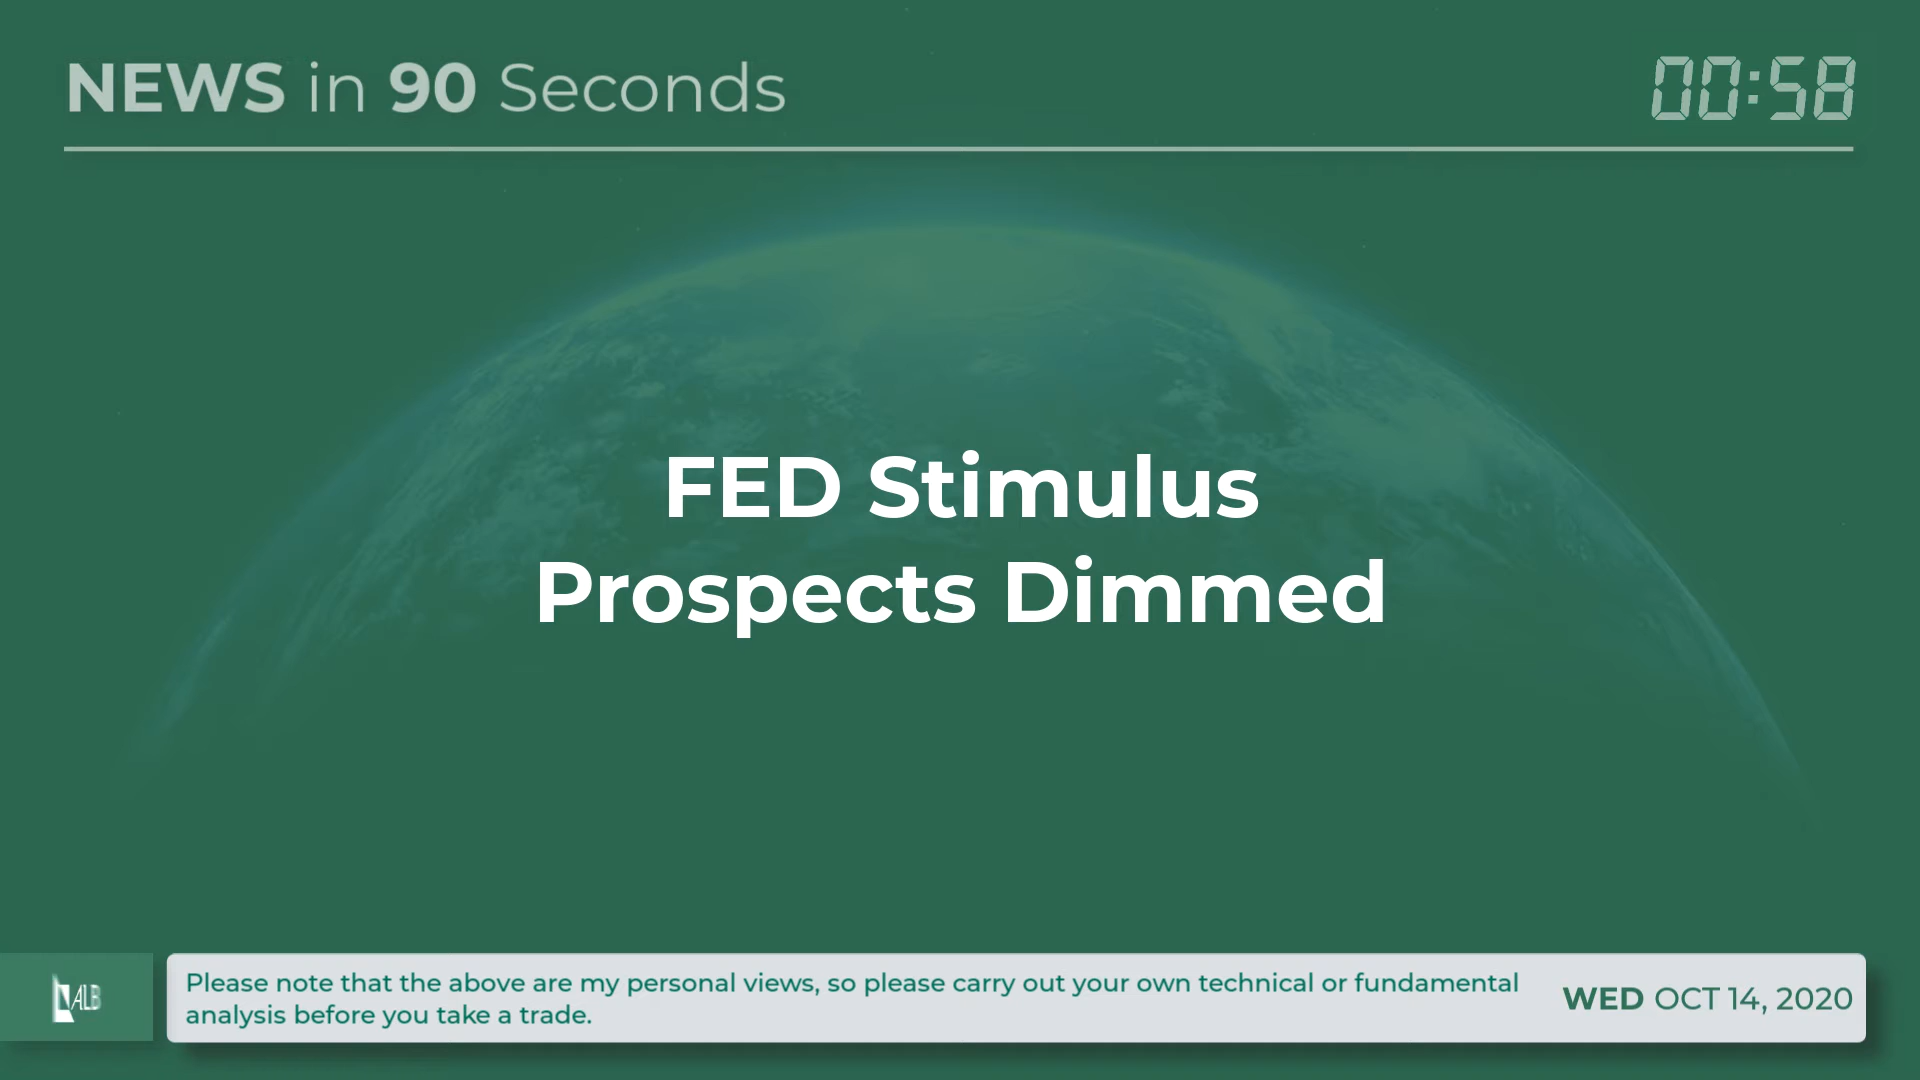 NEWS in 90 Seconds
00:58
FED Stimulus
Prospects Dimmed
ALB
Please note that the above are my personal views, so please carry out your own technical or fundamental
analysis before you take a trade.
WED OCT 14, 2020